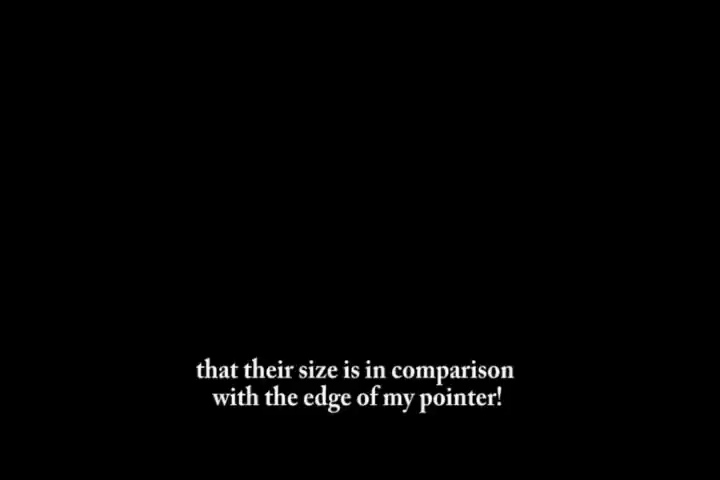 that their size is in comparison
with the edge of my pointer!